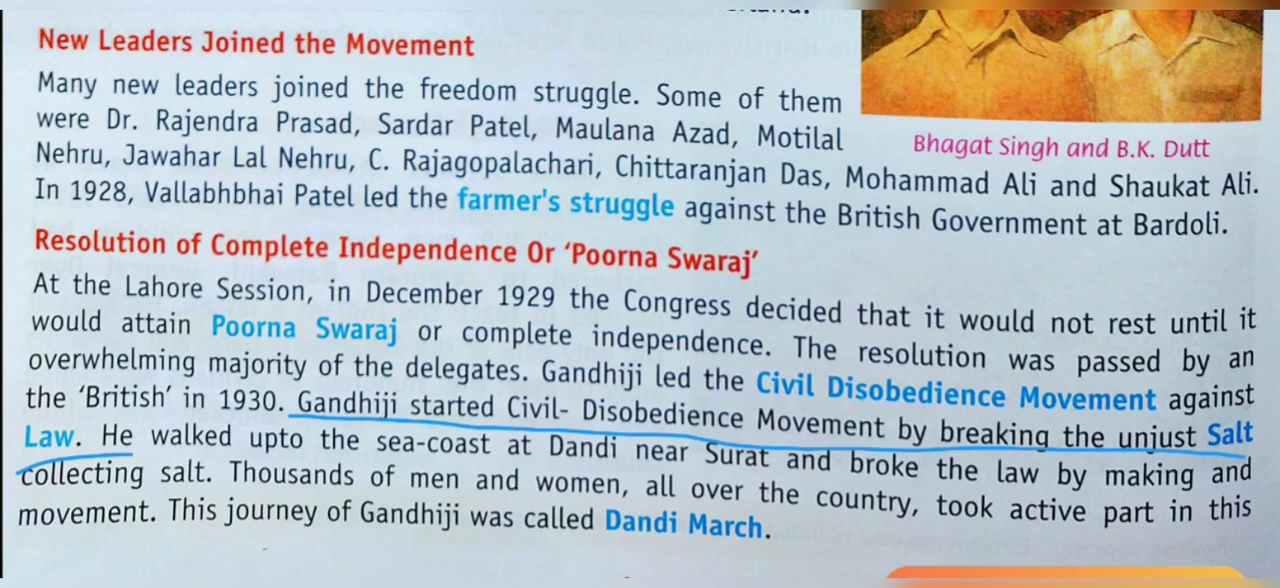 New Leaders Joined the Movement
Many new leaders joined the freedom struggle. Some of them
were Dr. Rajendra Prasad, Sardar Patel, Maulana Azad, Motilal
Bhagat Singh and B.K. Dutt
Nehru, Jawahar Lal Nehru, C. Rajagopalachari, Chittaranjan Das, Mohammad Ali and Shaukat Ali.
In 1928, Vallabhbhai Patel led the farmer's struggle against the British Government at Bardoli.
Resolution of Complete Independence Or 'Poorna Swaraj'
At the Lahore Session, in December 1929 the Congress decided that it would not rest until it
would attain Poorna Swaraj or complete independence. The resolution was passed by an
overwhelming majority of the delegates. Gandhiji led the Civil Disobedience Movement against
the 'British' in 1930. Gandhiji started Civil- Disobedience Movement by breaking the unjust Salt
Law. He walked upto the sea-coast at Dandi near Surat and broke the law by making and
collecting salt. Thousands of men and women, all over the country, took active part in this
movement. This journey of Gandhiji was called Dandi March.